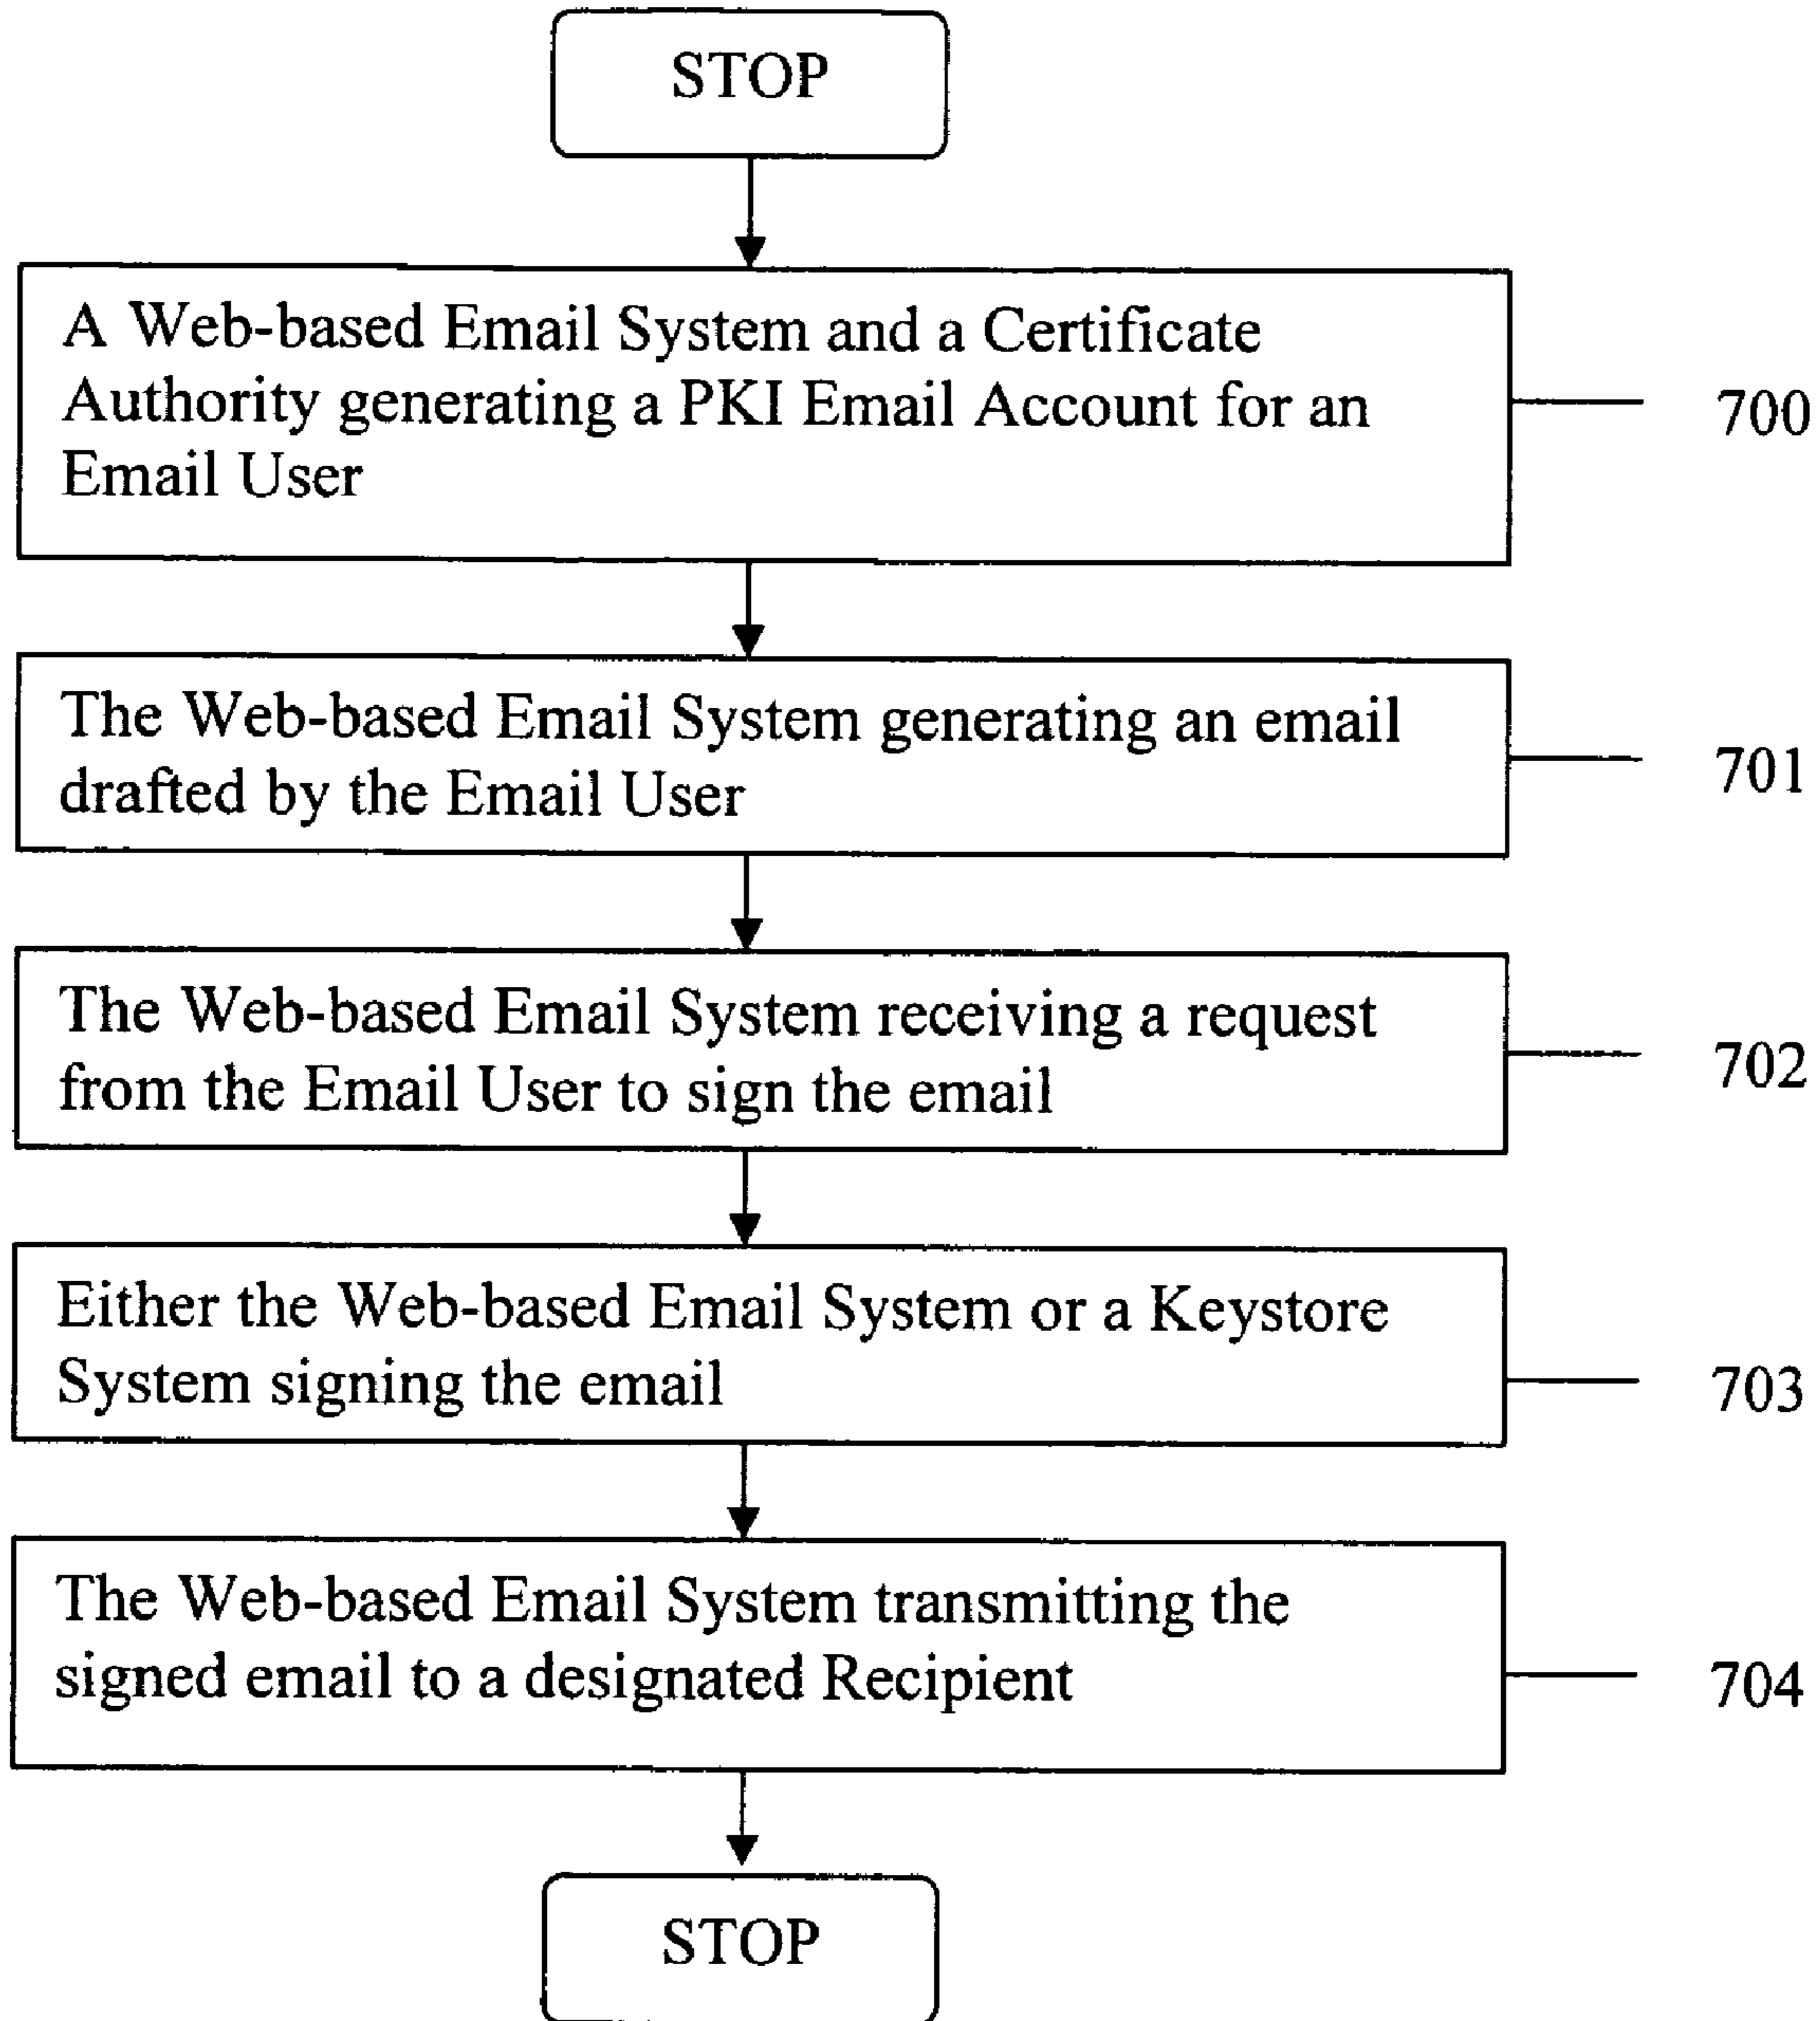 STOP
A Web-based Email System and a Certificate
Authority generating a PKI Email Account for an
Email User
700
The Web-based Email System generating an email
drafted by the Email User
701
The Web-based Email System receiving a request
from the Email User to sign the email
702
Either the Web-based Email System or a Keystore
System signing the email
703
The Web-based Email System transmitting the
signed email to a designated Recipient
704
STOP